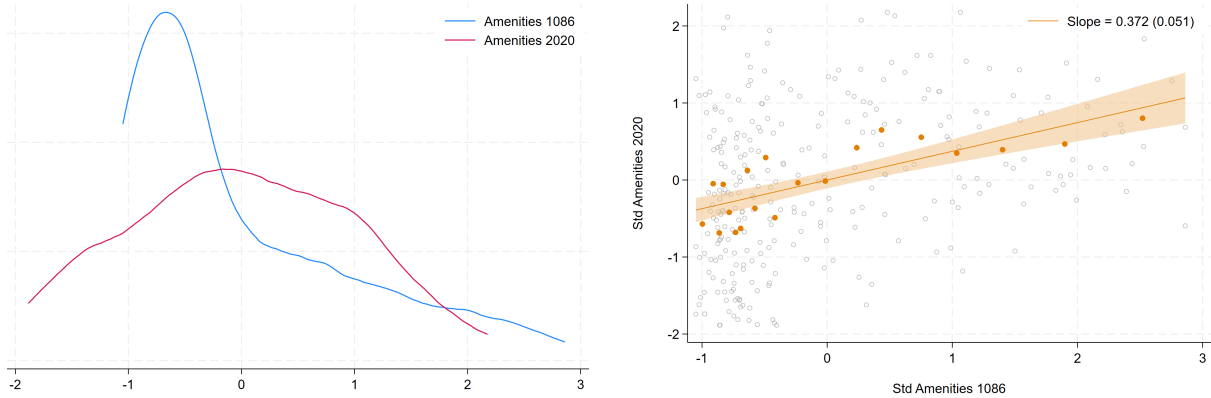 Amenities 1086
Amenities 2020
-2 -1 0 1 2 3
Slope = 0.372 (0.051)
2
1
0
-1
-2
Std Amenities 2020
-1 0 1 2 3
Std Amenities 1086